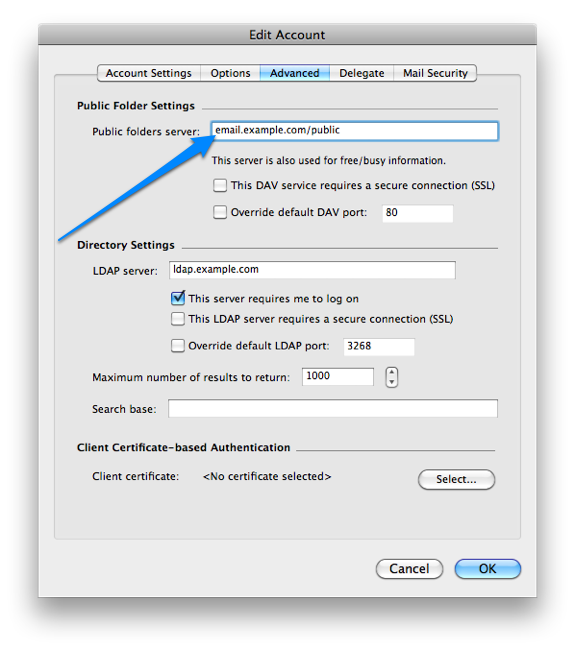 Edit Account
Account Settings Options Advanced Delegate Mail Security
Public Folder Settings
Public folders server: email.example.com/public
This server is also used for free/busy information.
This DAV service requires a secure connection (SSL)
Override default DAV port: 80
Directory Settings
LDAP server: ldap.example.com
This server requires me to log on
This LDAP server requires a secure connection (SSL)
Override default LDAP port: 3268
Maximum number of results to return: 1000
Search base:
Client Certificate-based Authentication
Client certificate: <No certificate selected> Select...
Cancel OK